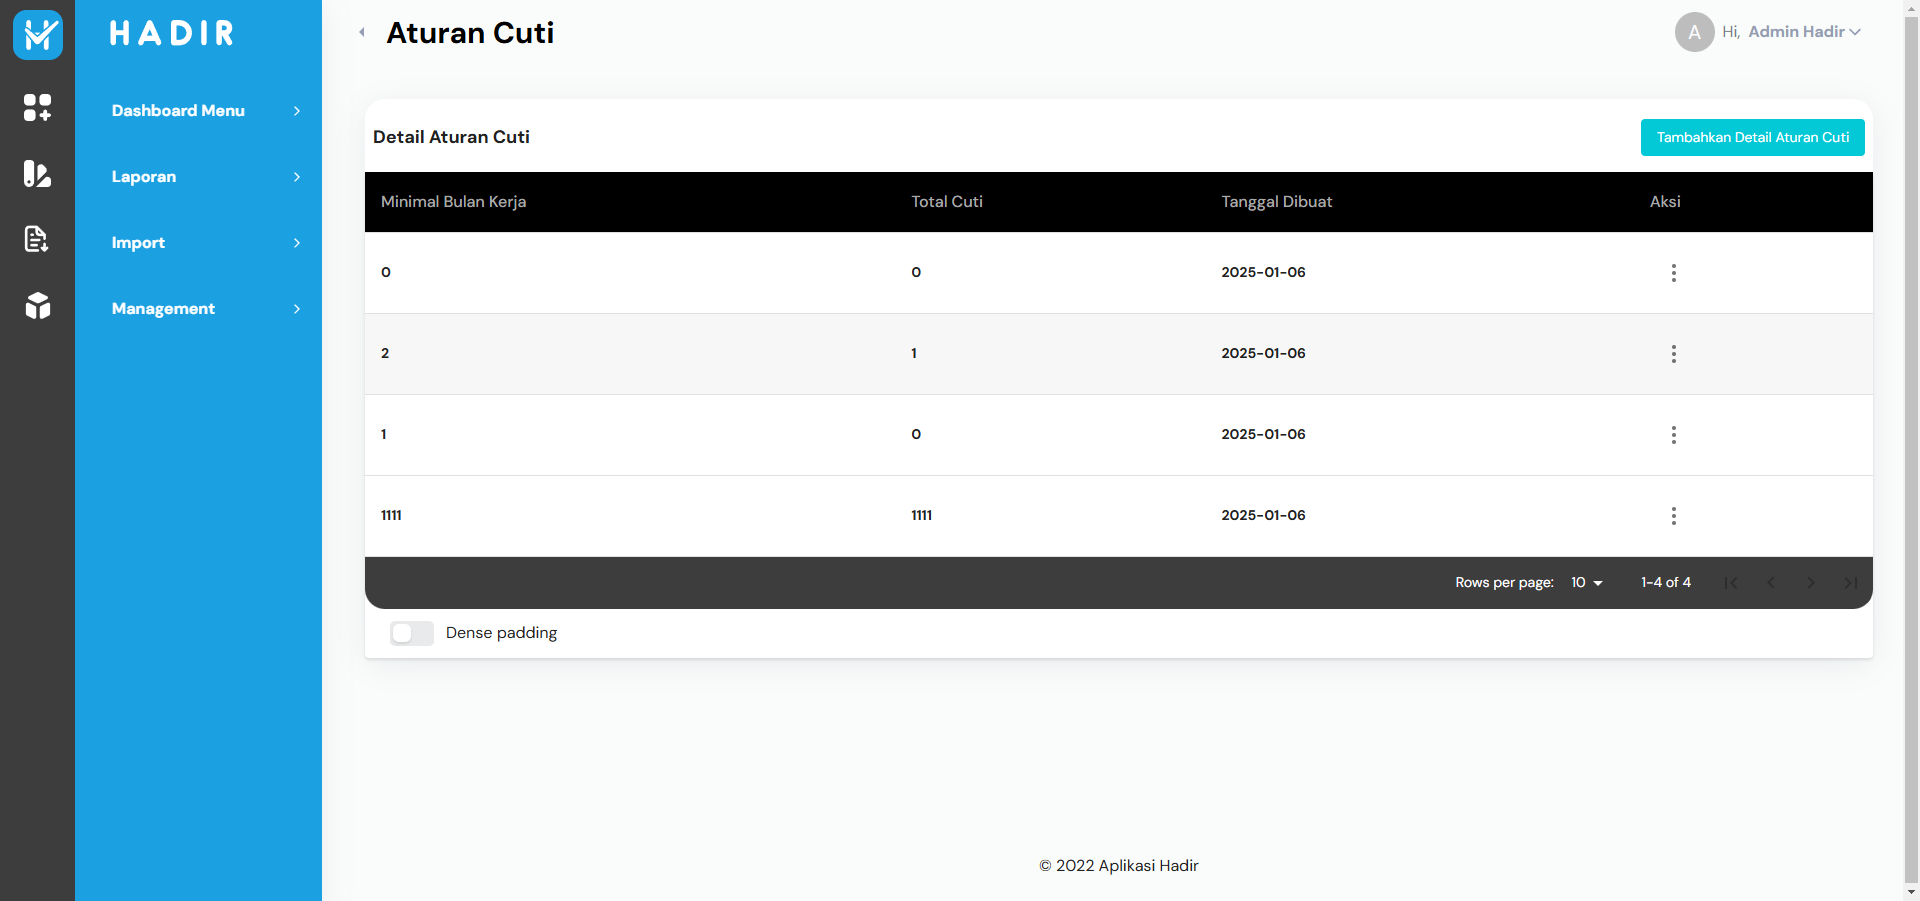 HADIR
Aturan Cuti
A Hi, Admin Hadir
Dashboard Menu
Laporan
Import
Management
Detail Aturan Cuti
Tambahkan Detail Aturan Cuti
Minimal Bulan Kerja Total Cuti Tanggal Dibuat Aksi
0 0 2025-01-06
2 1 2025-01-06
1 0 2025-01-06
1111 1111 2025-01-06
Rows per page: 10 1-4 of 4
Dense padding
© 2022 Aplikasi Hadir